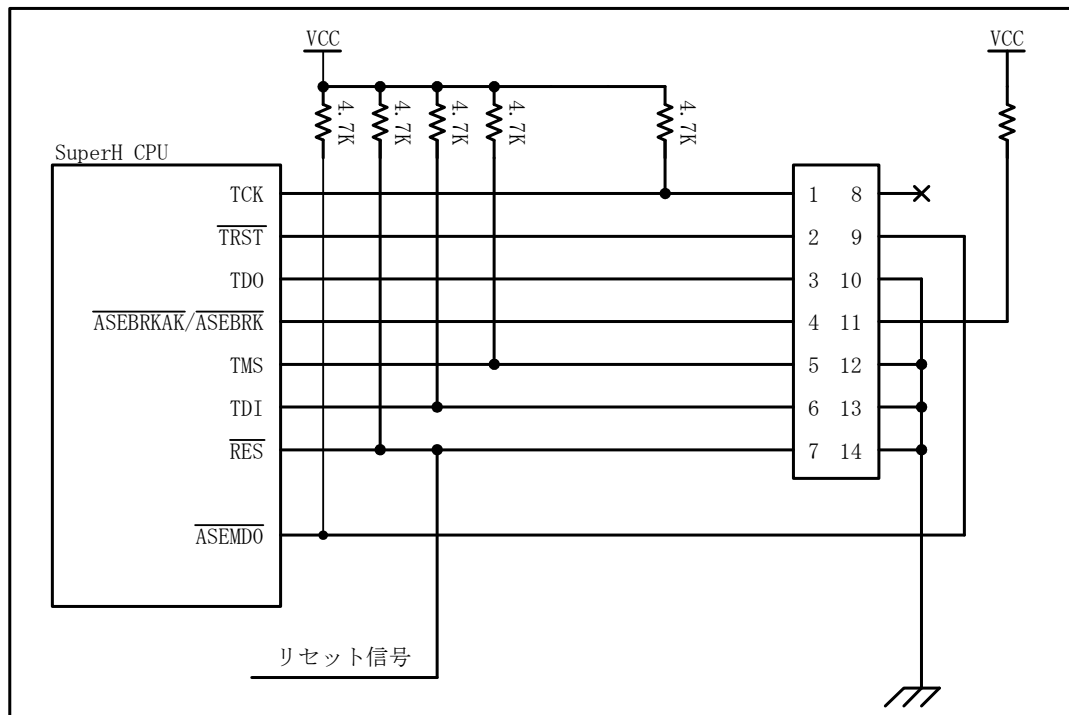 VCC
VCC
4.7K
4.7K
4.7K
4.7K
4.7K
SuperH CPU
TCK
1
8
TRST
2
9
TDO
3
10
ASEBRKAK/ASEBRK
4
11
TMS
5
12
TDI
6
13
RES
7
14
ASEMDO
リセット信号